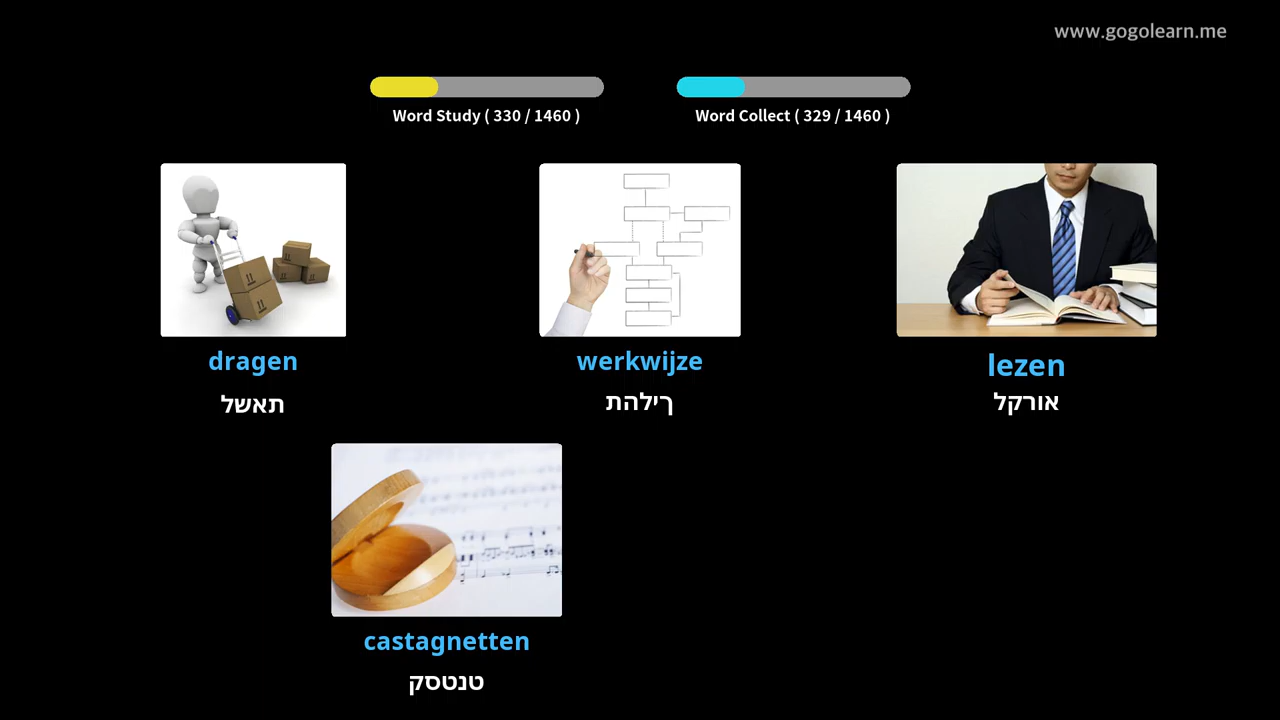 www.gogolearn.me
Word Study ( 330 / 1460 )
Word Collect ( 329 / 1460 )
dragen
תאשל
werkwijze
ךילהת
lezen
אורקל
castagnetten
טנטסק